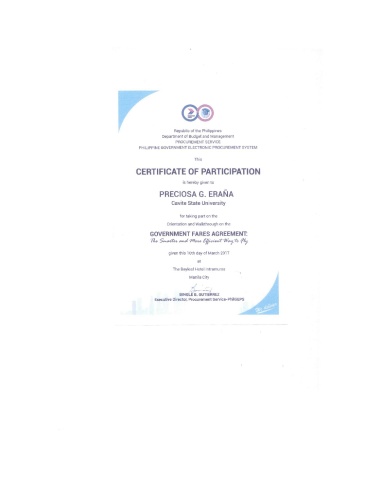 Republic of the Philippines
Department of Budget and Management
PROCUREMENT SERVICE
PHILIPPINE GOVERNMENT ELECTRONIC PROCUREMENT SYSTEM
This
CERTIFICATE OF PARTICIPATION
is hereby given to
PRECIOSA G. ERAÑA
Cavite State University
for taking part on the
Orientation and Walkthrough on the
GOVERNMENT FARES AGREEMENT:
The Smarter and More Efficient Way to Fly
given this 16th day of March 2017
at
The Bayleaf Hotel Intramuros
Manila City
BINGLE B. GUTIERREZ
Executive Director, Procurement Service-PhilGEPS